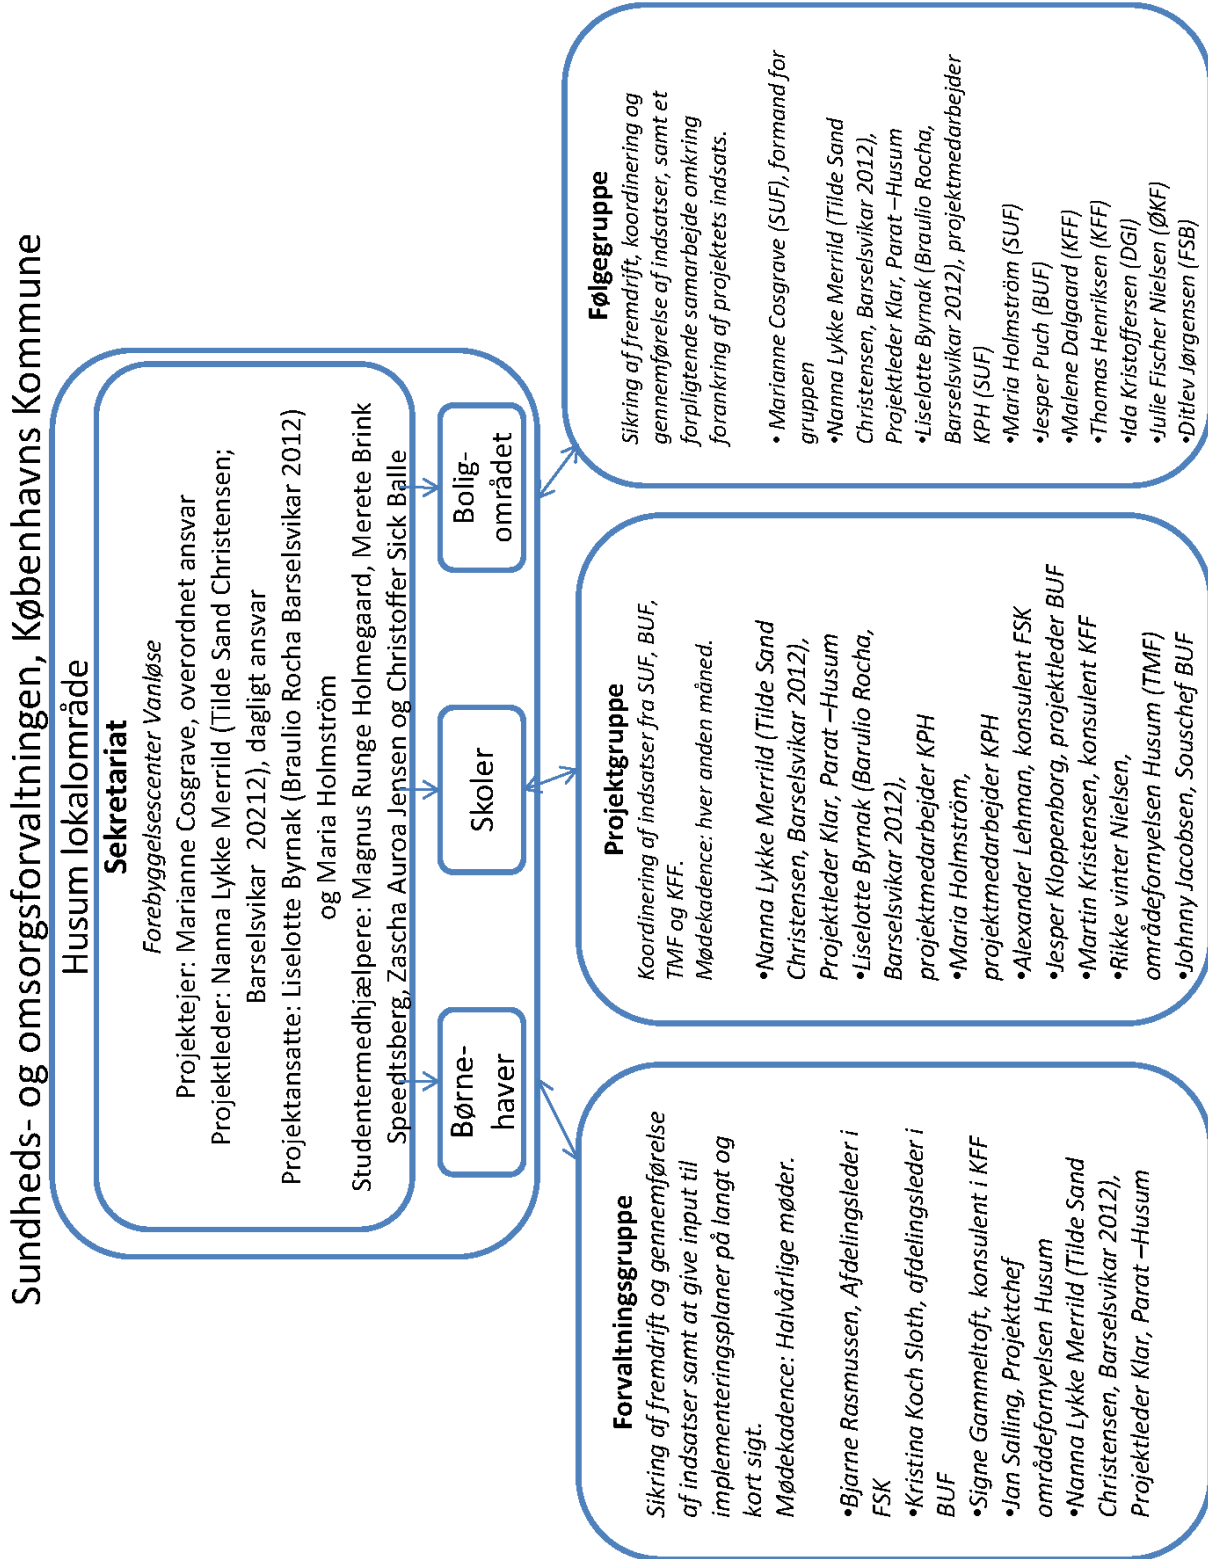 Sundheds- og omsorgsforvaltningen, Københavns Kommune
Husum lokalområde
Sekretariat
Forebyggelsescenter Vanløse
Projektejer: Marianne Cosgrave, overordnet ansvar
Projektleder: Nanna Lykke Merrild (Tilde Sand Christensen;
Barselsvikar 20212), dagligt ansvar
Projektansatte: Liselotte Byrnak (Braulio Rocha Barselsvikar 2012)
og Maria Holmström
Studentermedhjælpere: Magnus Runge Holmegaard, Merete Brink
Speedtsberg, Zascha Auroa Jensen og Christoffer Sick Balle
Børne-
haver
Skoler
Bolig-
området
Forvaltningsgruppe
Sikring af fremdrift og gennemførelse
af indsatser samt at give input til
implementeringsplaner på langt og
kort sigt.
Mødekadence: Halvårlige møder.
•Bjarne Rasmussen, Afdelingsleder i
FSK
•Kristina Koch Sloth, afdelingsleder i
BUF
•Signe Gammeltoft, konsulent i KFF
•Jan Salling, Projektchef
områdefornyelsen Husum
•Nanna Lykke Merrild (Tilde Sand
Christensen, Barselsvikar 2012),
Projektleder Klar, Parat –Husum
Projektgruppe
Koordinering af indsatser fra SUF, BUF,
TMF og KFF.
Mødekadence: hver anden måned.
•Nanna Lykke Merrild (Tilde Sand
Christensen, Barselsvikar 2012),
Projektleder Klar, Parat –Husum
•Liselotte Byrnak (Barulio Rocha,
Barselsvikar 2012),
projektmedarbejder KPH
•Maria Holmström,
projektmedarbejder KPH
•Alexander Lehman, konsulent FSK
•Jesper Kloppenborg, projektleder BUF
•Martin Kristensen, konsulent KFF
•Rikke vinter Nielsen,
områdefornyelsen Husum (TMF)
•Johnny Jacobsen, Souschef BUF
Følgegruppe
Sikring af fremdrift, koordinering og
gennemførelse af indsatser, samt et
forpligtende samarbejde omkring
forankring af projektets indsats.
• Marianne Cosgrave (SUF), formand for
gruppen
•Nanna Lykke Merrild (Tilde Sand
Christensen, Barselsvikar 2012),
Projektleder Klar, Parat –Husum
•Liselotte Byrnak (Braulio Rocha,
Barselsvikar 2012), projektmedarbejder
KPH (SUF)
•Maria Holmström (SUF)
•Jesper Puch (BUF)
•Malene Dalgaard (KFF)
•Thomas Henriksen (KFF)
•Ida Kristoffersen (DGI)
•Julie Fischer Nielsen (ØKF)
•Ditlev Jørgensen (FSB)